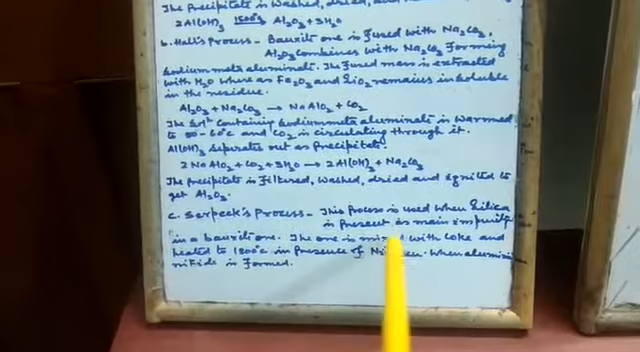 The Precipitate is washed, dried, and
2Al(OH)₃ 1500°c Al₂O₃ + 3H₂O
b. Hall's Process - Bauxite ore is Fused with Na₂CO₃,
Al₂O₃ combines with Na₂CO₃ Forming
Sodium meta aluminate. The Fused mass is extracted
with H₂O where as Fe₂O₃ and SiO₂ remains in soluble
in the residue.
Al₂O₃ + Na₂CO₃ → NaAlO₂ + CO₂
The Solⁿ Containing Sodium meta aluminate is warmed
to 50-60°c and CO₂ is circulating through it.
Al(OH)₃ Separates out as Precipitate.
2NaAlO₂ + CO₂ + 3H₂O → 2Al(OH)₃ + Na₂CO₃
The Precipitate is Filtered, washed, dried and ignited to
get Al₂O₃.
c. Serpeck's Process - This Process is used when Silica
is Present as main impurity
in a bauxite ore. The ore is mixed with Coke and
heated to 1800°c in Presence of When
nitride is Formed.